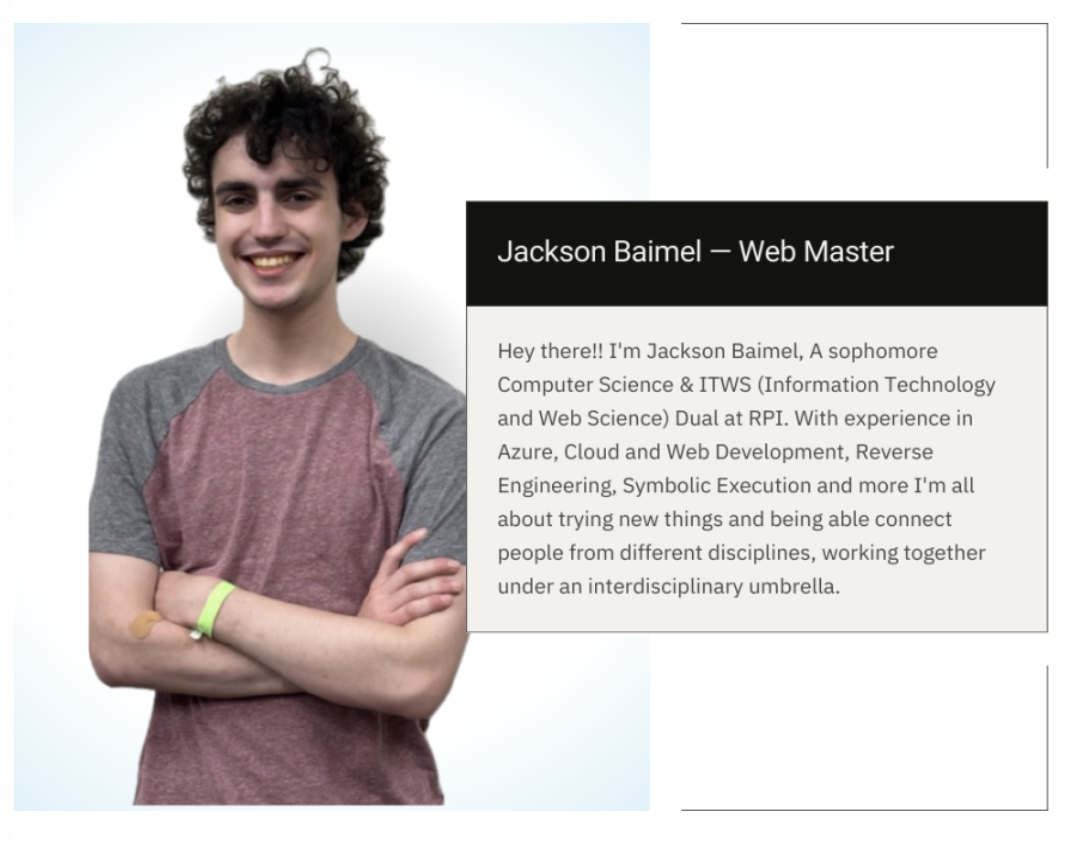 Jackson Baimel — Web Master
Hey there!! I'm Jackson Baimel, A sophomore
Computer Science & ITWS (Information Technology
and Web Science) Dual at RPI. With experience in
Azure, Cloud and Web Development, Reverse
Engineering, Symbolic Execution and more I'm all
about trying new things and being able connect
people from different disciplines, working together
under an interdisciplinary umbrella.